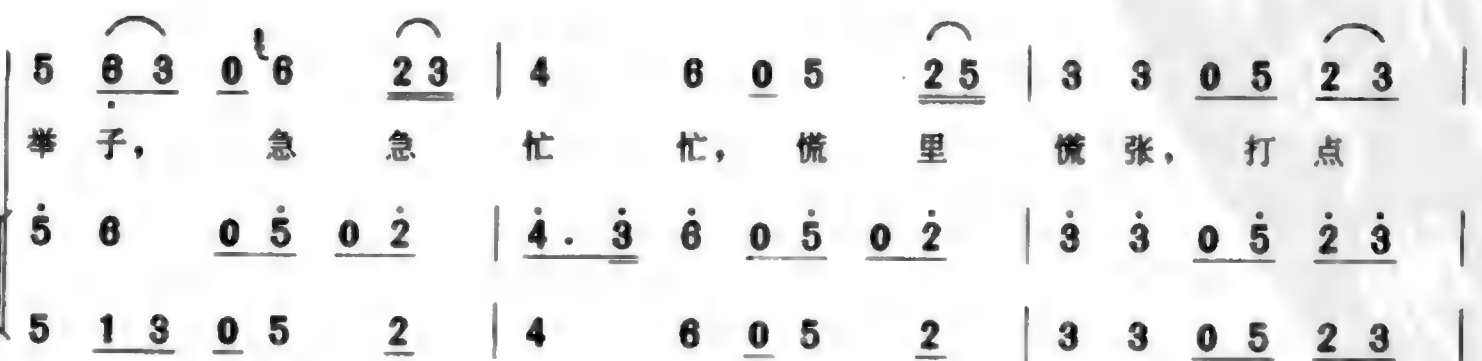 5 6 3 0 6 2 3 | 4 6 0 5 2 5 | 3 3 0 5 2 3 |
举 子, 急 急 忙 忙, 慌 里 慌 张, 打 点
5 6 0 5 0 2 | 4 . 3 6 0 5 0 2 | 3 3 0 5 2 3 |
5 1 3 0 5 2 | 4 6 0 5 2 | 3 3 0 5 2 3 |